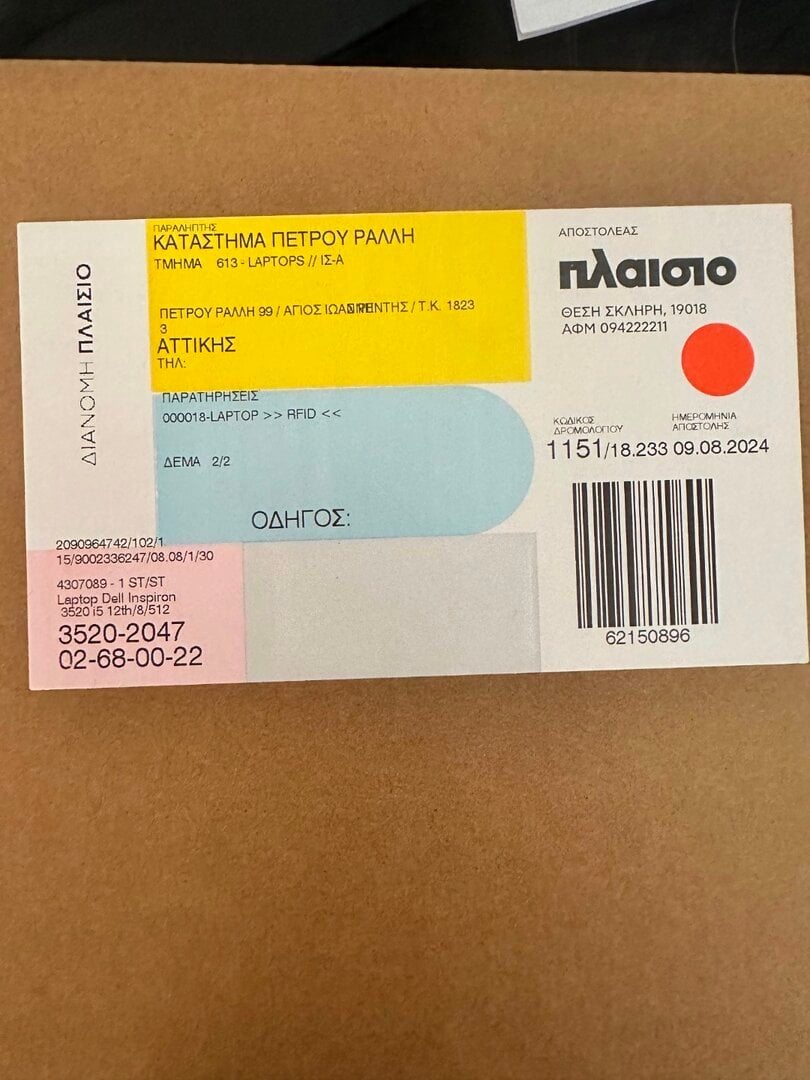 ΔΙΑΝΟΜΗ ΠΛΑΙΣΙΟ
ΠΑΡΑΛΗΠΤΗΣ
ΚΑΤΑΣΤΗΜΑ ΠΕΤΡΟΥ ΡΑΛΛΗ
ΤΜΗΜΑ 613 - LAPTOPS // ΙΣ-Α
ΠΕΤΡΟΥ ΡΑΛΛΗ 99 / ΑΓΙΟΣ ΡΕΝΤΗΣ / Τ.Κ. 1823
3
ΑΤΤΙΚΗΣ
ΤΗΛ:
ΠΑΡΑΤΗΡΗΣΕΙΣ
000018-LAPTOP >> RFID <<
ΔΕΜΑ 2/2
ΟΔΗΓΟΣ:
ΑΠΟΣΤΟΛΕΑΣ
πλαισιο
ΘΕΣΗ ΣΚΛΗΡΗ, 19018
ΑΦΜ 094222211
ΚΩΔΙΚΟΣ
ΔΡΟΜΟΛΟΓΙΟΥ
ΗΜΕΡΟΜΗΝΙΑ
ΑΠΟΣΤΟΛΗΣ
1151/18.233 09.08.2024
62150896
2090964742/102/1
15/9002336247/08.08/1/30
4307089 - 1 ST/ST
Laptop Dell Inspiron
3520 i5 12th/8/512
3520-2047
02-68-00-22